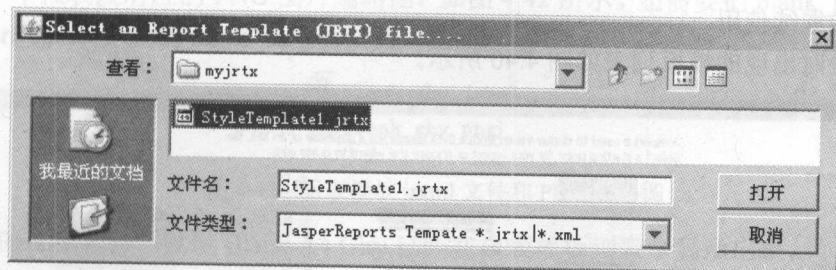 Select an Report Template (JRTX) file....
查看：
myjrtx
StyleTemplate1.jrtx
我最近的文档
文件名：
StyleTemplate1.jrtx
打开
文件类型：
JasperReports Tempate *.jrtx|*.xml
取消